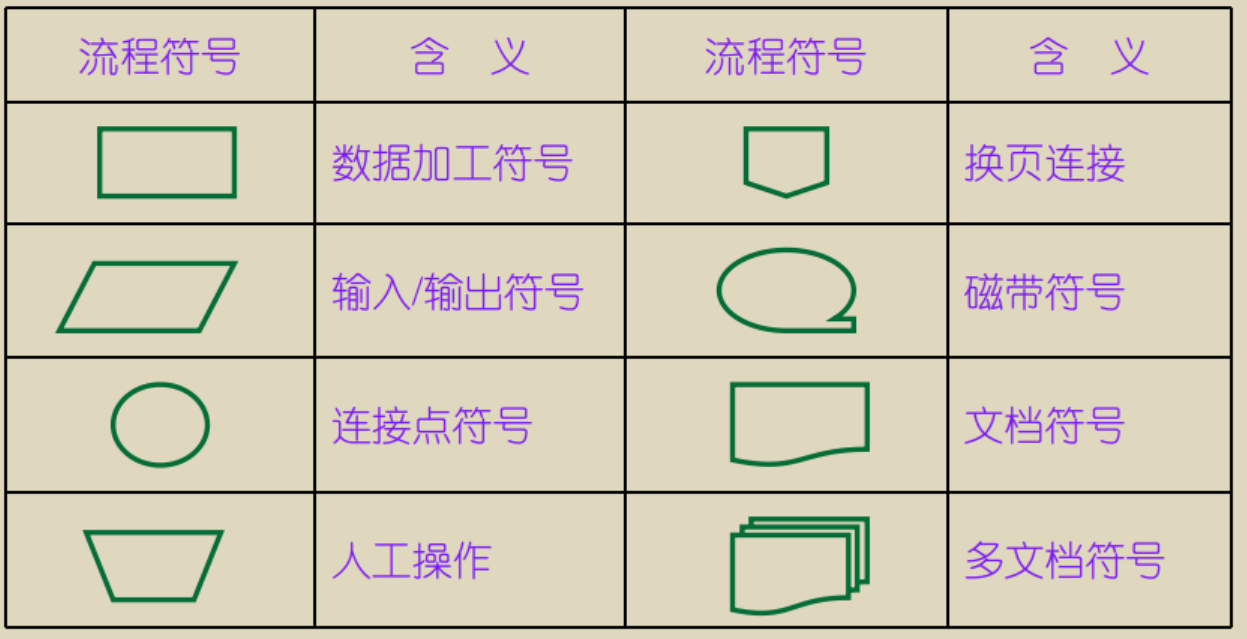 流程符号 含 义 流程符号 含 义
数据加工符号 换页连接
输入/输出符号 磁带符号
连接点符号 文档符号
人工操作 多文档符号